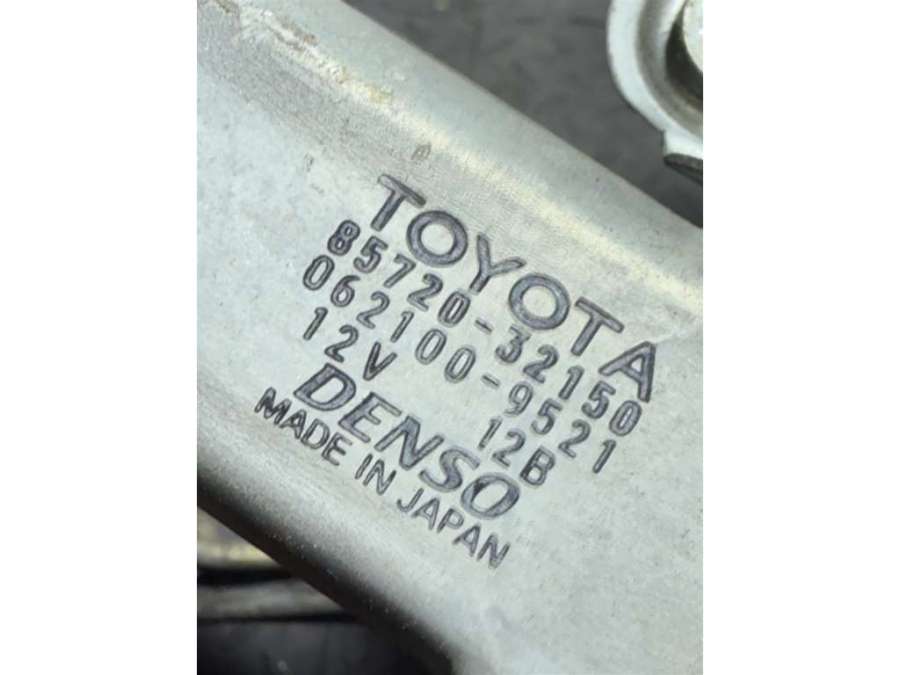 TOYOTA
85720-32150
062100-9521
12V 12B
DENSO
MADE IN JAPAN